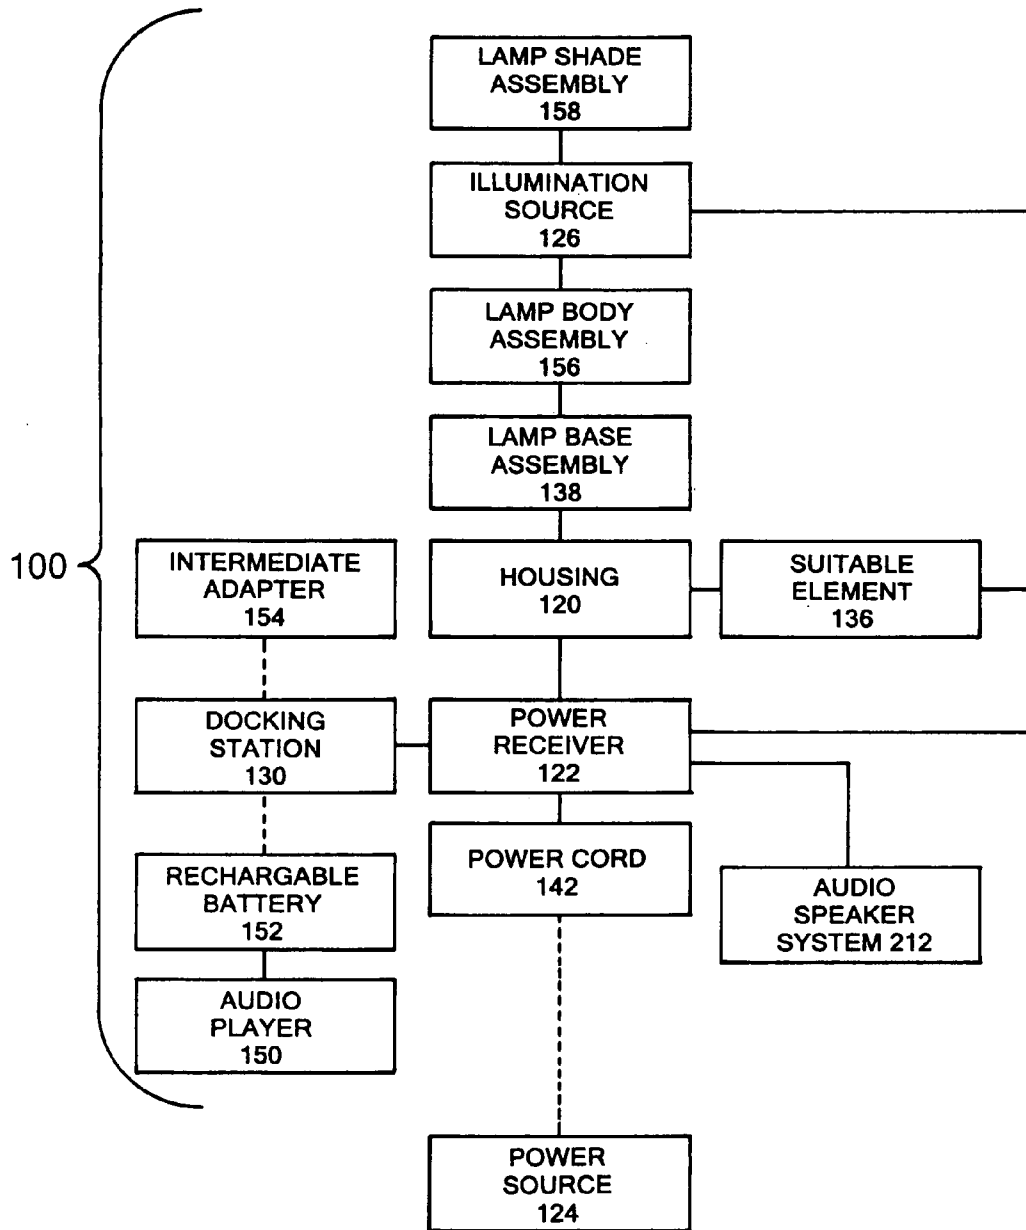 LAMP SHADE
ASSEMBLY
158
ILLUMINATION
SOURCE
126
LAMP BODY
ASSEMBLY
156
LAMP BASE
ASSEMBLY
138
100
INTERMEDIATE
ADAPTER
154
HOUSING
120
SUITABLE
ELEMENT
136
DOCKING
STATION
130
POWER
RECEIVER
122
RECHARGABLE
BATTERY
152
POWER CORD
142
AUDIO
SPEAKER
SYSTEM 212
AUDIO
PLAYER
150
POWER
SOURCE
124